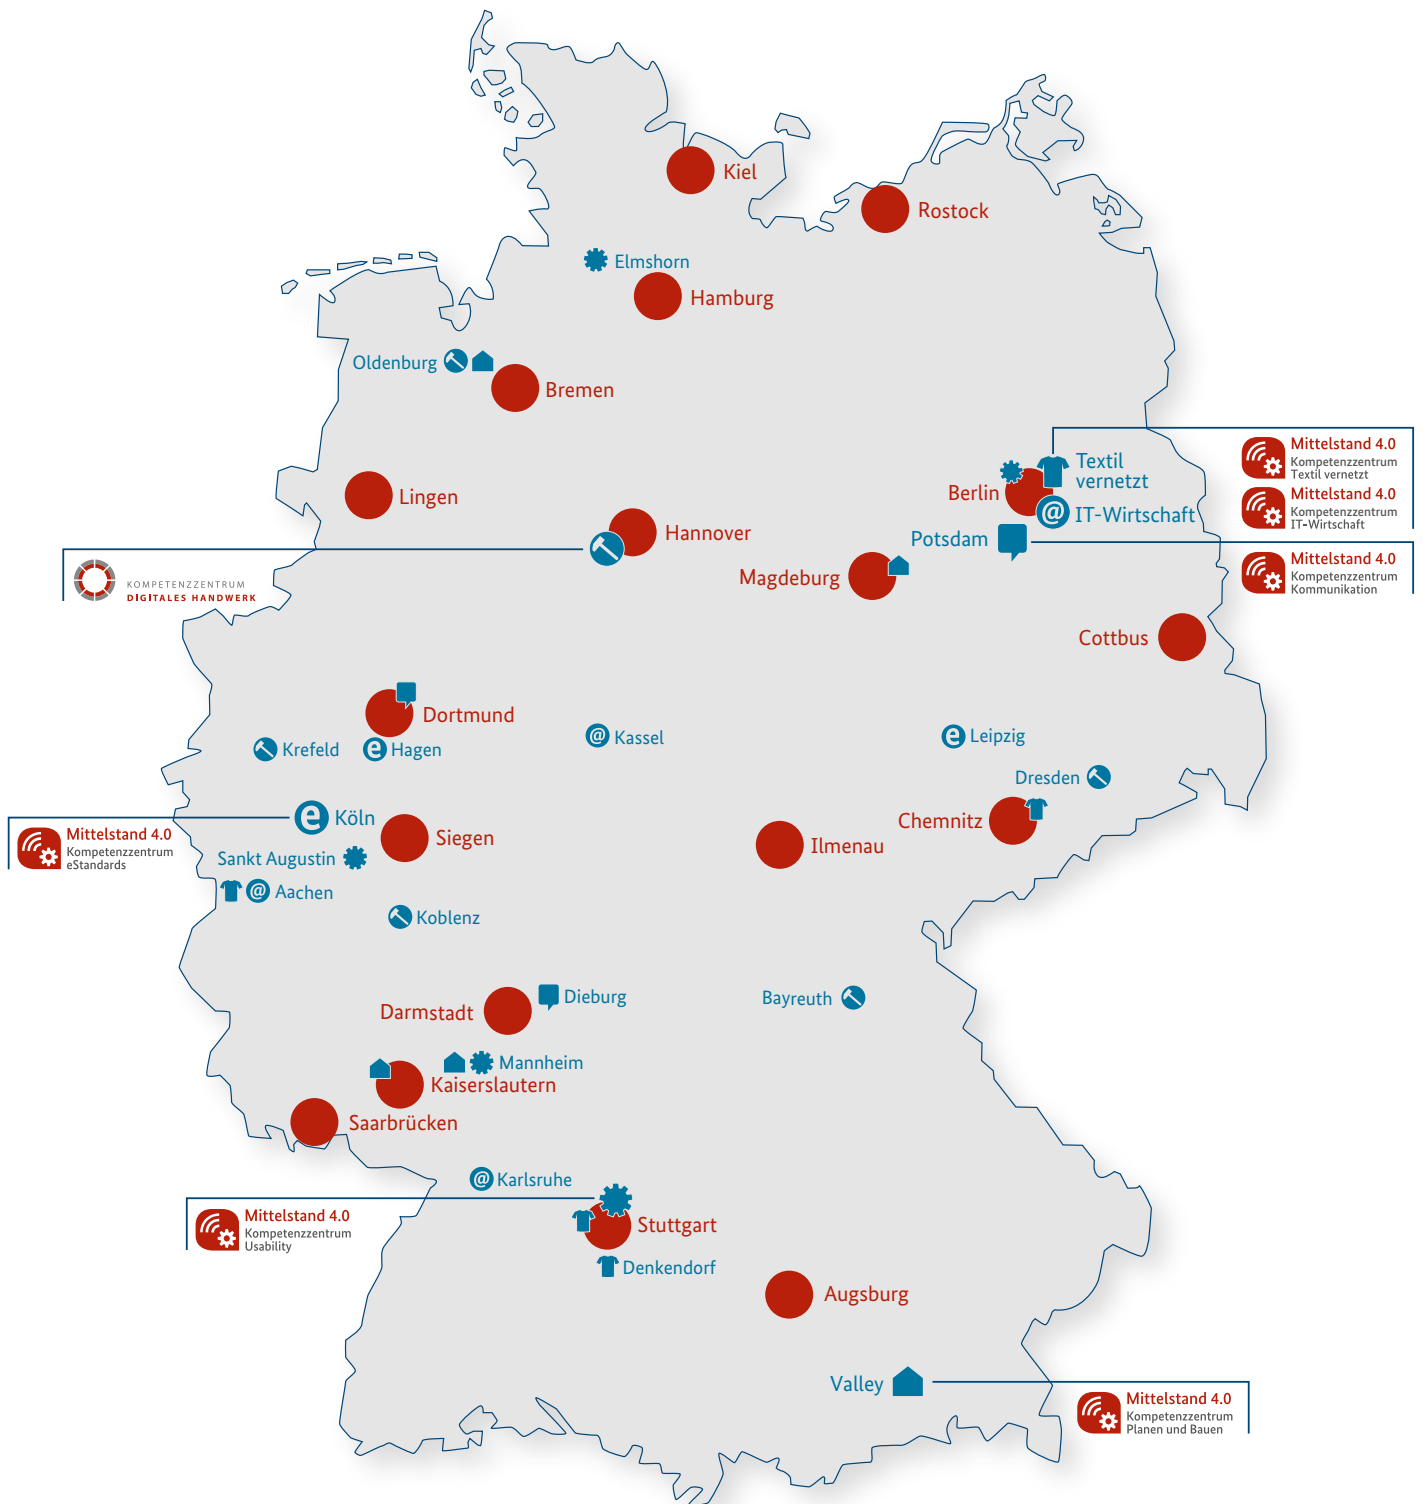 Kiel
Rostock
Elmshorn
Hamburg
Oldenburg
Bremen
Lingen
Hannover
KOMPETENZZENTRUM
DIGITALES HANDWERK
Textil
vernetzt
Berlin
@ IT-Wirtschaft
Potsdam
Magdeburg
Mittelstand 4.0
Kompetenzzentrum
Textil vernetzt
Mittelstand 4.0
Kompetenzzentrum
IT-Wirtschaft
Mittelstand 4.0
Kompetenzzentrum
Kommunikation
Cottbus
Dortmund
Krefeld
e Hagen
@ Kassel
e Leipzig
Dresden
Chemnitz
e Köln
Mittelstand 4.0
Kompetenzzentrum
eStandards
Siegen
Ilmenau
Sankt Augustin
@ Aachen
Koblenz
Dieburg
Darmstadt
Bayreuth
Mannheim
Kaiserslautern
Saarbrücken
@ Karlsruhe
Mittelstand 4.0
Kompetenzzentrum
Usability
Stuttgart
Denkendorf
Augsburg
Valley
Mittelstand 4.0
Kompetenzzentrum
Planen und Bauen